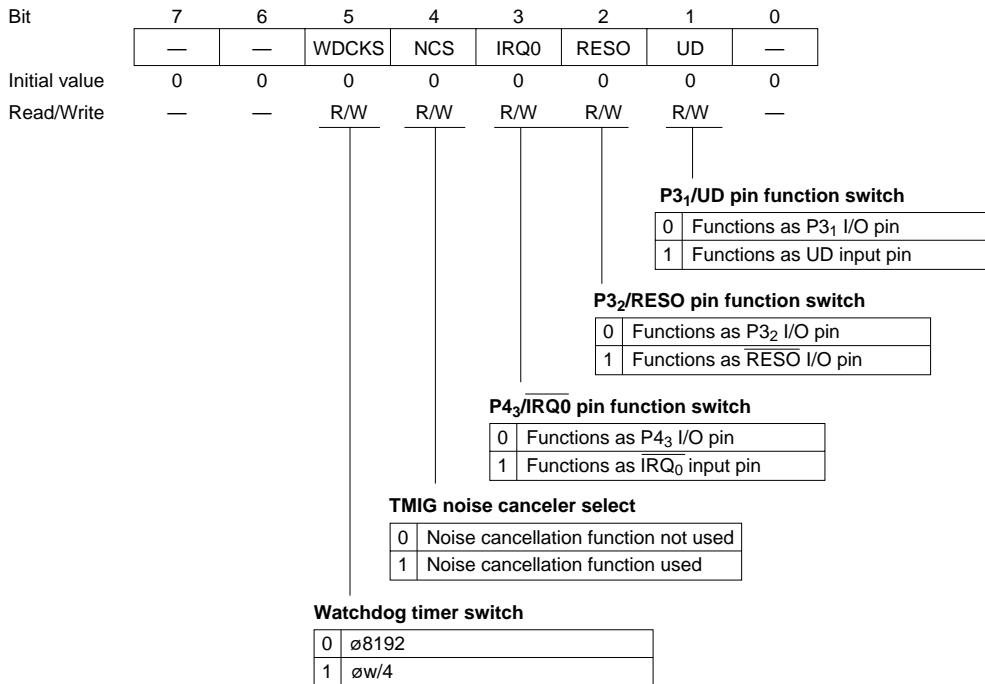 Bit 7 6 5 4 3 2 1 0
— — WDCKS NCS IRQ0 RESO UD —
Initial value 0 0 0 0 0 0 0 0
Read/Write — — R/W R/W R/W R/W R/W —
P3₁/UD pin function switch
0 Functions as P3₁ I/O pin
1 Functions as UD input pin
P3₂/RESO pin function switch
0 Functions as P3₂ I/O pin
1 Functions as R̅E̅S̅O̅ I/O pin
P4₃/I̅R̅Q̅0̅ pin function switch
0 Functions as P4₃ I/O pin
1 Functions as I̅R̅Q̅₀̅ input pin
TMIG noise canceler select
0 Noise cancellation function not used
1 Noise cancellation function used
Watchdog timer switch
0 ø8192
1 øw/4